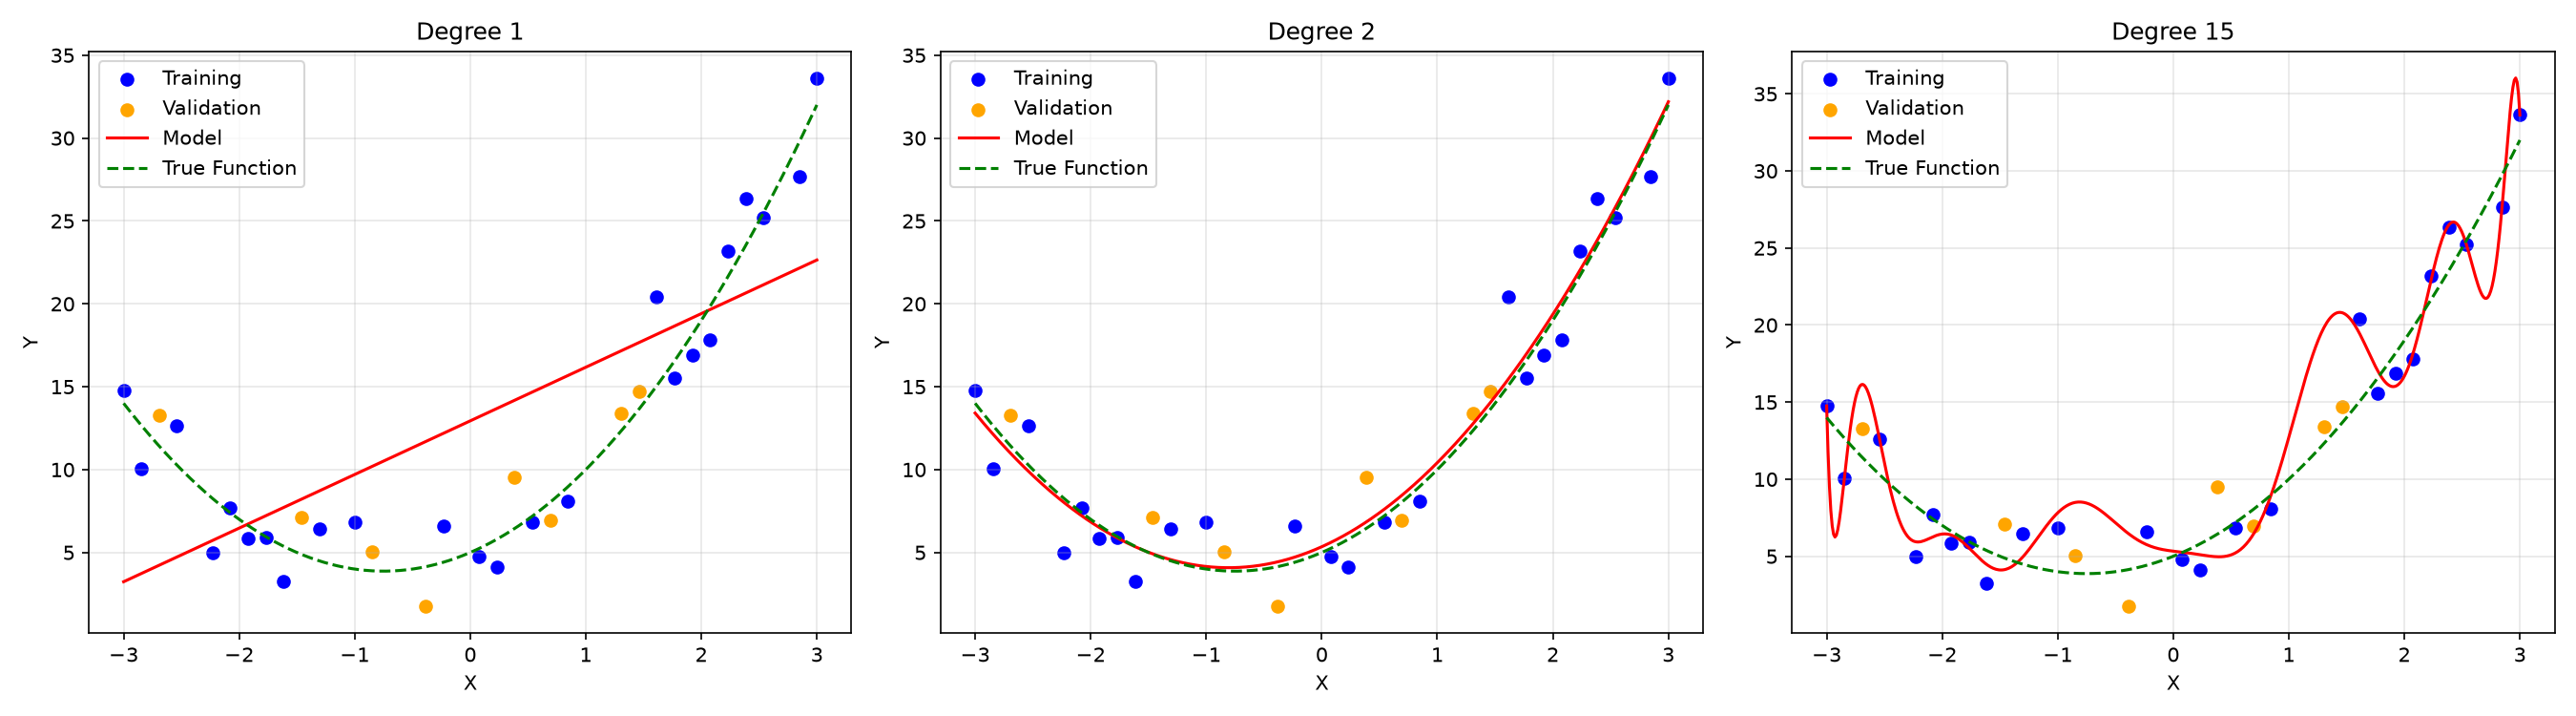 Degree 1
35
30
25
20
15
10
5
Y
Training
Validation
Model
True Function
−3
−2
−1
0
1
2
3
X
Degree 2
35
30
25
20
15
10
5
Y
Training
Validation
Model
True Function
−3
−2
−1
0
1
2
3
X
Degree 15
35
30
25
20
15
10
5
Y
Training
Validation
Model
True Function
−3
−2
−1
0
1
2
3
X